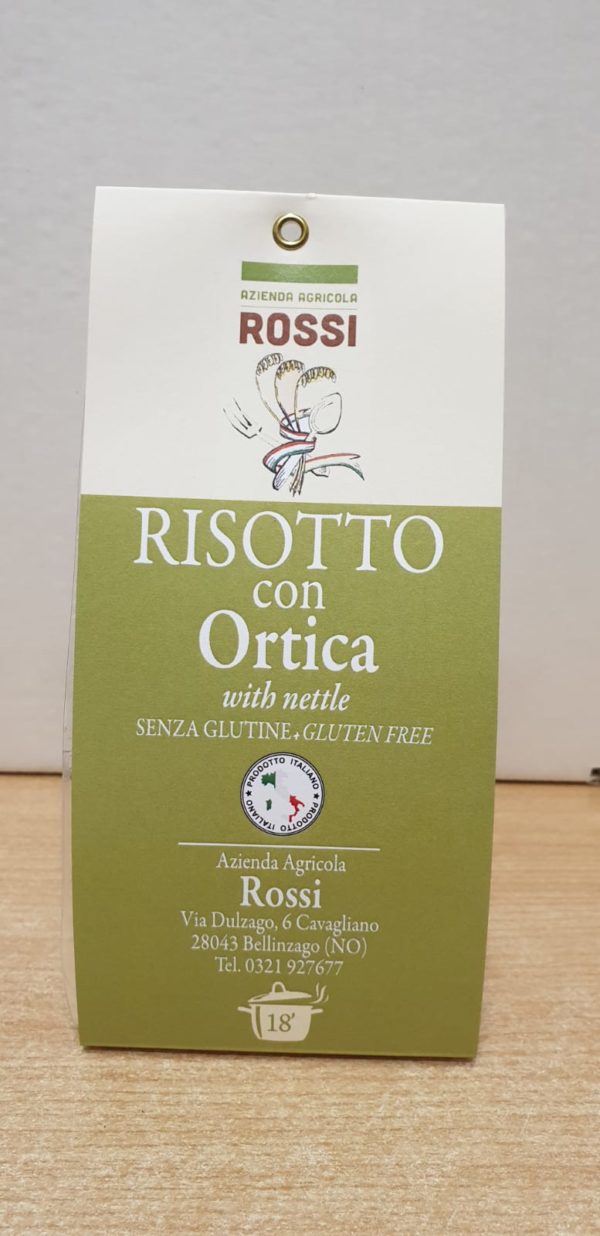 AZIENDA AGRICOLA
ROSSI
RISOTTO
con
Ortica
with nettle
SENZA GLUTINE • GLUTEN FREE
PRODOTTO ITALIANO ★ PRODOTTO ITALIANO ★
Azienda Agricola
Rossi
Via Dulzago, 6 Cavagliano
28043 Bellinzago (NO)
Tel. 0321 927677
18'